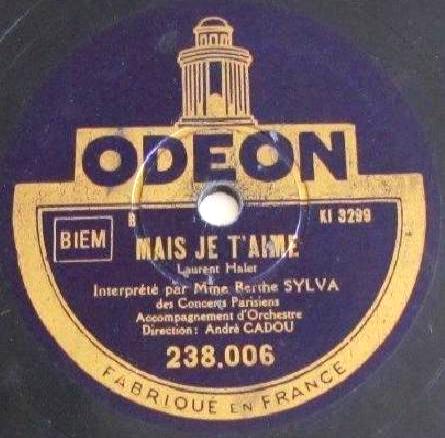 ODEON
BIEM
B
KI 3299
MAIS JE T'AIME
Laurent Halet
Interprété par Mme Berthe SYLVA
des Concerts Parisiens
Accompagnement d'Orchestre
Direction: André CADOU
238.006
FABRIQUÉ EN FRANCE